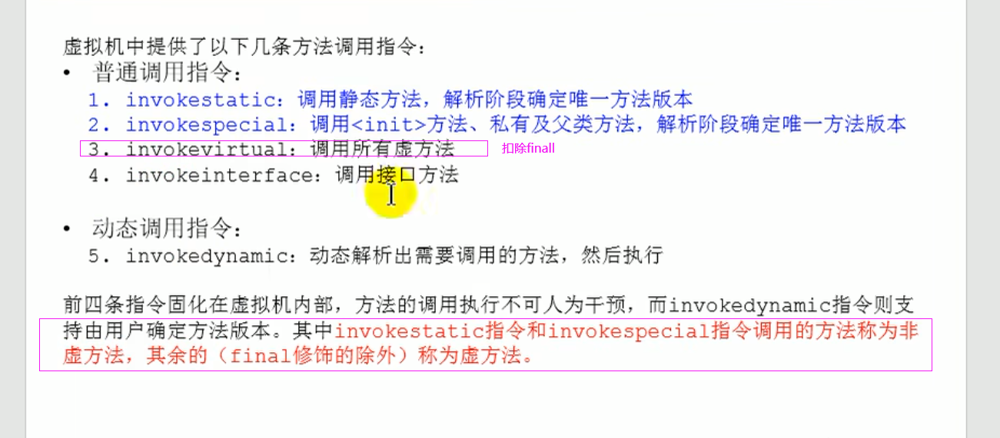 虚拟机中提供了以下几条方法调用指令：
• 普通调用指令：
1. invokestatic：调用静态方法，解析阶段确定唯一方法版本
2. invokespecial：调用<init>方法、私有及父类方法，解析阶段确定唯一方法版本
3. invokevirtual：调用所有虚方法 扣除finall
4. invokeinterface：调用接口方法
• 动态调用指令：
5. invokedynamic：动态解析出需要调用的方法，然后执行
前四条指令固化在虚拟机内部，方法的调用执行不可人为干预，而invokedynamic指令则支
持由用户确定方法版本。其中invokestatic指令和invokespecial指令调用的方法称为非
虚方法，其余的（final修饰的除外）称为虚方法。